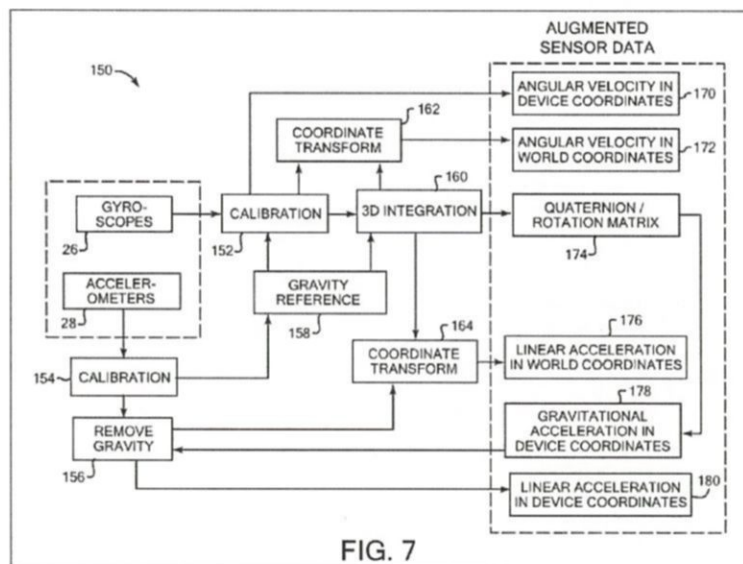 AUGMENTED
SENSOR DATA
150
ANGULAR VELOCITY IN
DEVICE COORDINATES
170
162
COORDINATE
TRANSFORM
ANGULAR VELOCITY IN
WORLD COORDINATES
172
160
GYRO-
SCOPES
26
CALIBRATION
152
3D INTEGRATION
QUATERNION /
ROTATION MATRIX
174
ACCELER-
OMETERS
28
GRAVITY
REFERENCE
158
164
176
COORDINATE
TRANSFORM
LINEAR ACCELERATION
IN WORLD COORDINATES
154
CALIBRATION
178
REMOVE
GRAVITY
156
GRAVITATIONAL
ACCELERATION IN
DEVICE COORDINATES
LINEAR ACCELERATION
IN DEVICE COORDINATES
180
FIG. 7